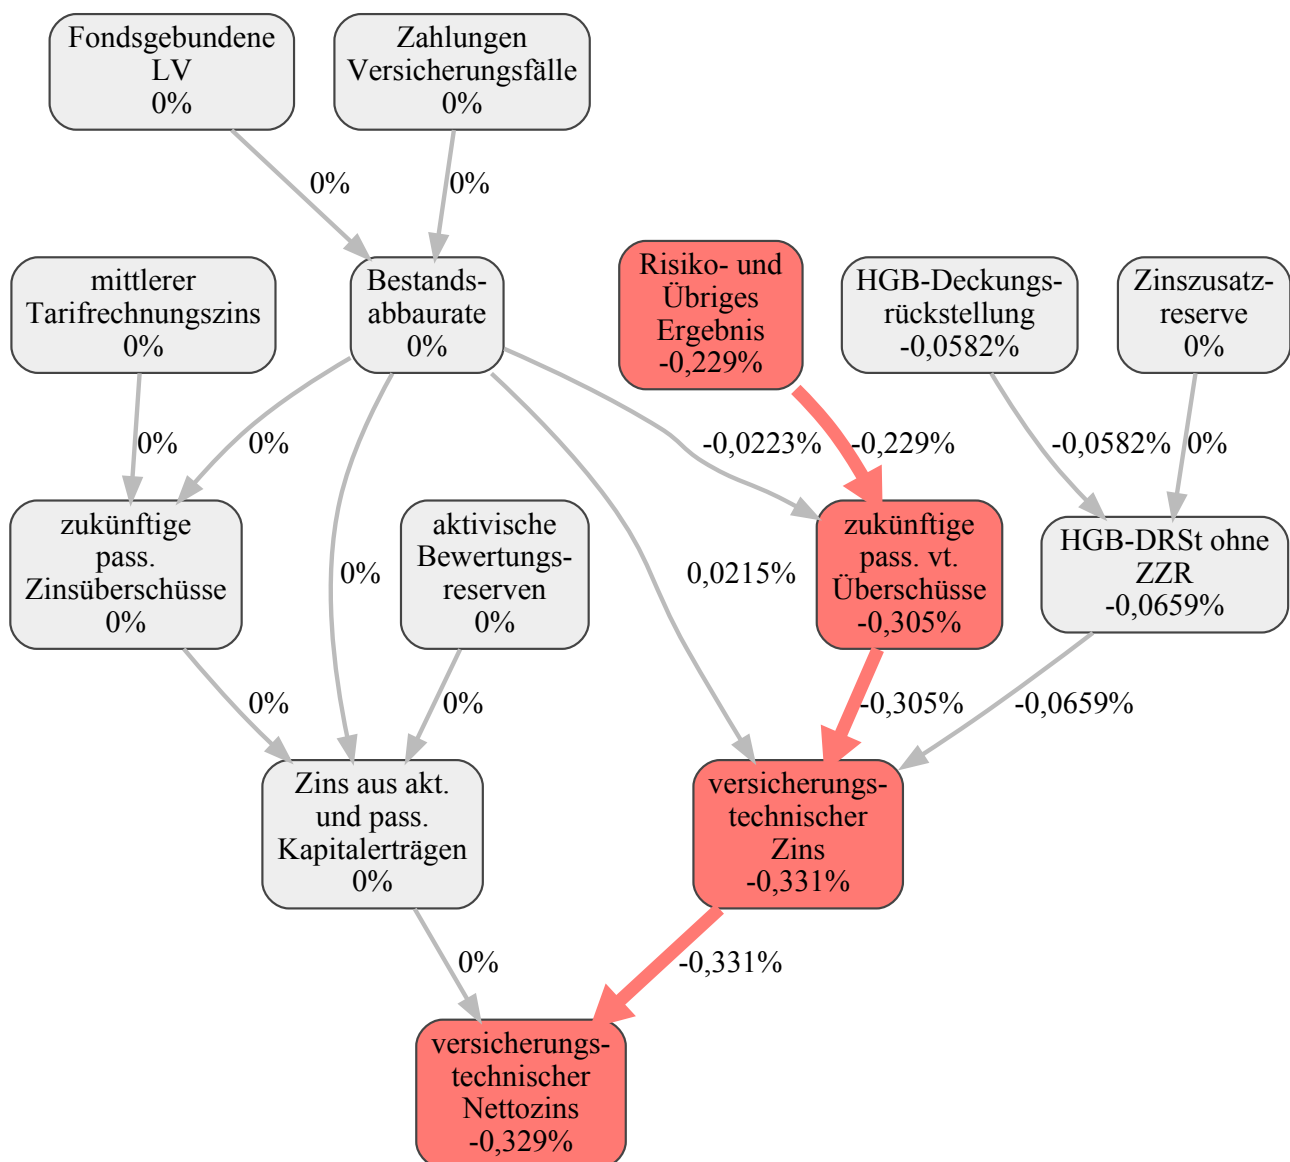 Fondsgebundene
LV
0%
Zahlungen
Versicherungsfälle
0%
0%
0%
mittlerer
Tarifrechnungszins
0%
Bestands-
abbaurate
0%
Risiko- und
Übriges
Ergebnis
-0,229%
HGB-Deckungs-
rückstellung
-0,0582%
Zinszusatz-
reserve
0%
0%
0%
-0,0223%
-0,229%
-0,0582%
0%
zukünftige
pass.
Zinsüberschüsse
0%
0%
aktivische
Bewertungs-
reserven
0%
0,0215%
zukünftige
pass. vt.
Überschüsse
-0,305%
HGB-DRSt ohne
ZZR
-0,0659%
0%
0%
-0,305%
-0,0659%
Zins aus akt.
und pass.
Kapitalerträgen
0%
versicherungs-
technischer
Zins
-0,331%
0%
-0,331%
versicherungs-
technischer
Nettozins
-0,329%